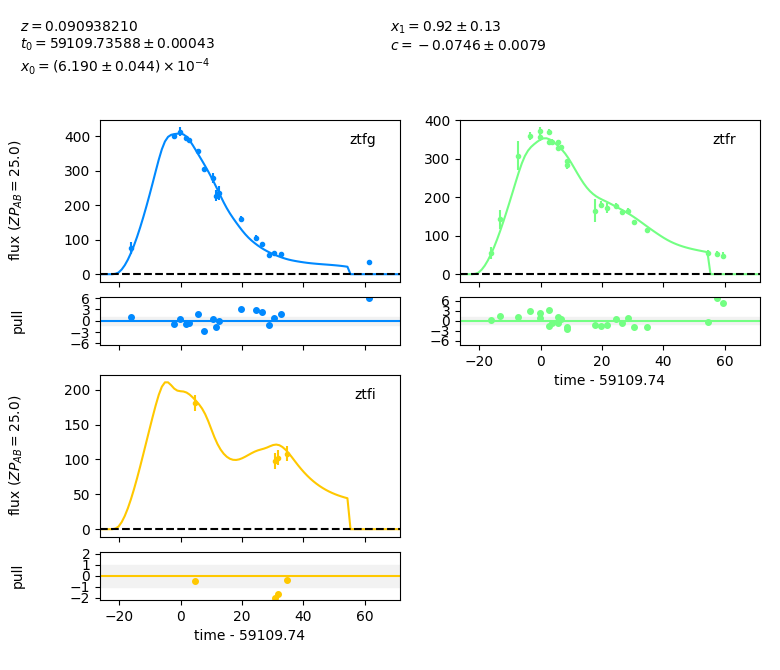 z = 0.090938210
t₀ = 59109.73588 ± 0.00043
x₀ = (6.190 ± 0.044) × 10⁻⁴
x₁ = 0.92 ± 0.13
c = −0.0746 ± 0.0079
flux (ZP_AB = 25.0)
400
300
200
100
0
ztfg
400
300
200
100
0
ztfr
pull
6
3
0
−3
−6
6
3
0
−3
−6
−20 0 20 40 60
time - 59109.74
flux (ZP_AB = 25.0)
200
150
100
50
0
ztfi
pull
2
1
0
−1
−2
−20 0 20 40 60
time - 59109.74